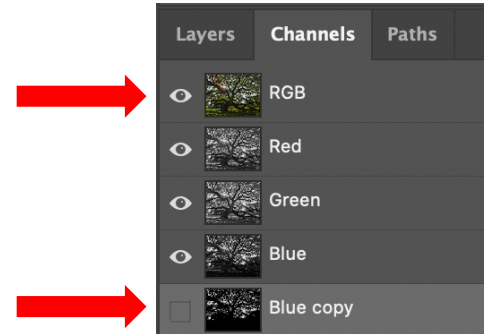 Layers Channels Paths
RGB
Red
Green
Blue
Blue copy